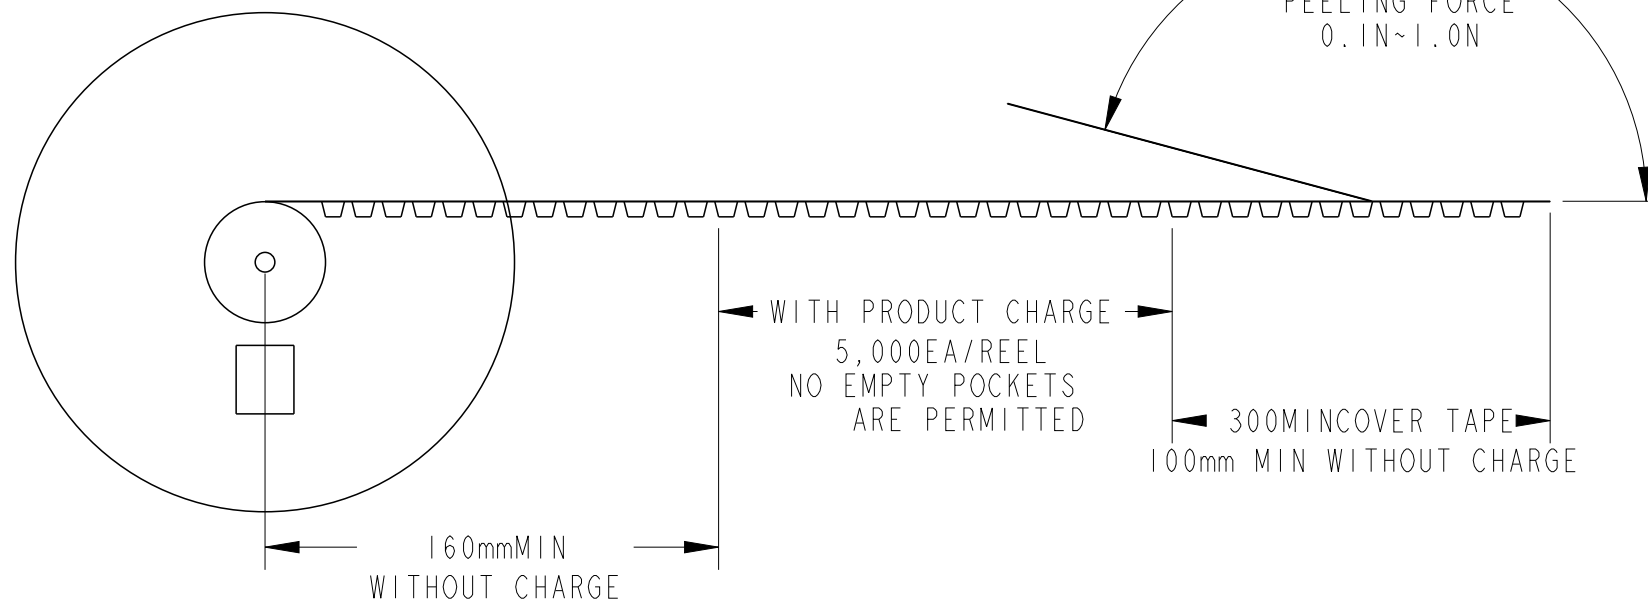 PEELING FORCE
0.1N~1.0N
WITH PRODUCT CHARGE
5,000EA/REEL
NO EMPTY POCKETS
ARE PERMITTED
300MINCOVER TAPE
100mm MIN WITHOUT CHARGE
160mmMIN
WITHOUT CHARGE